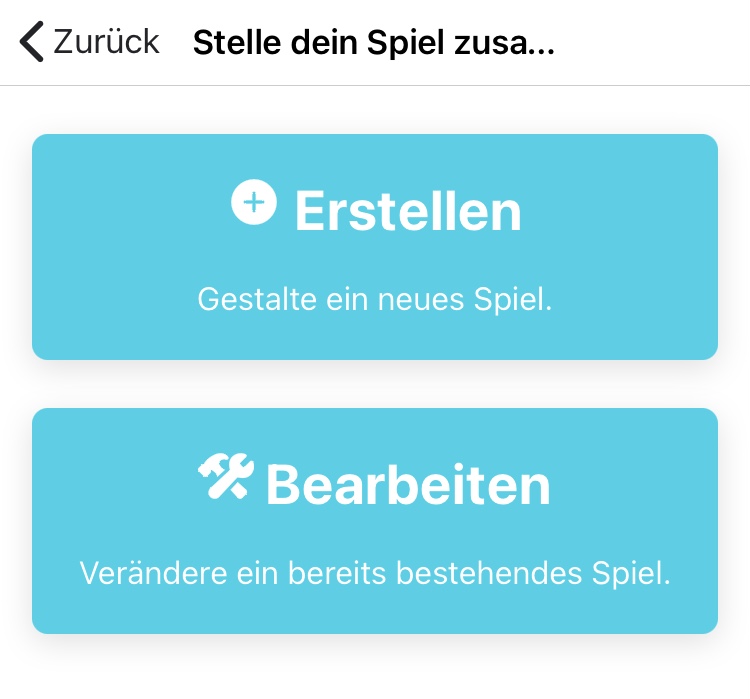 Zurück Stelle dein Spiel zusa...
Erstellen
Gestalte ein neues Spiel.
Bearbeiten
Verändere ein bereits bestehendes Spiel.